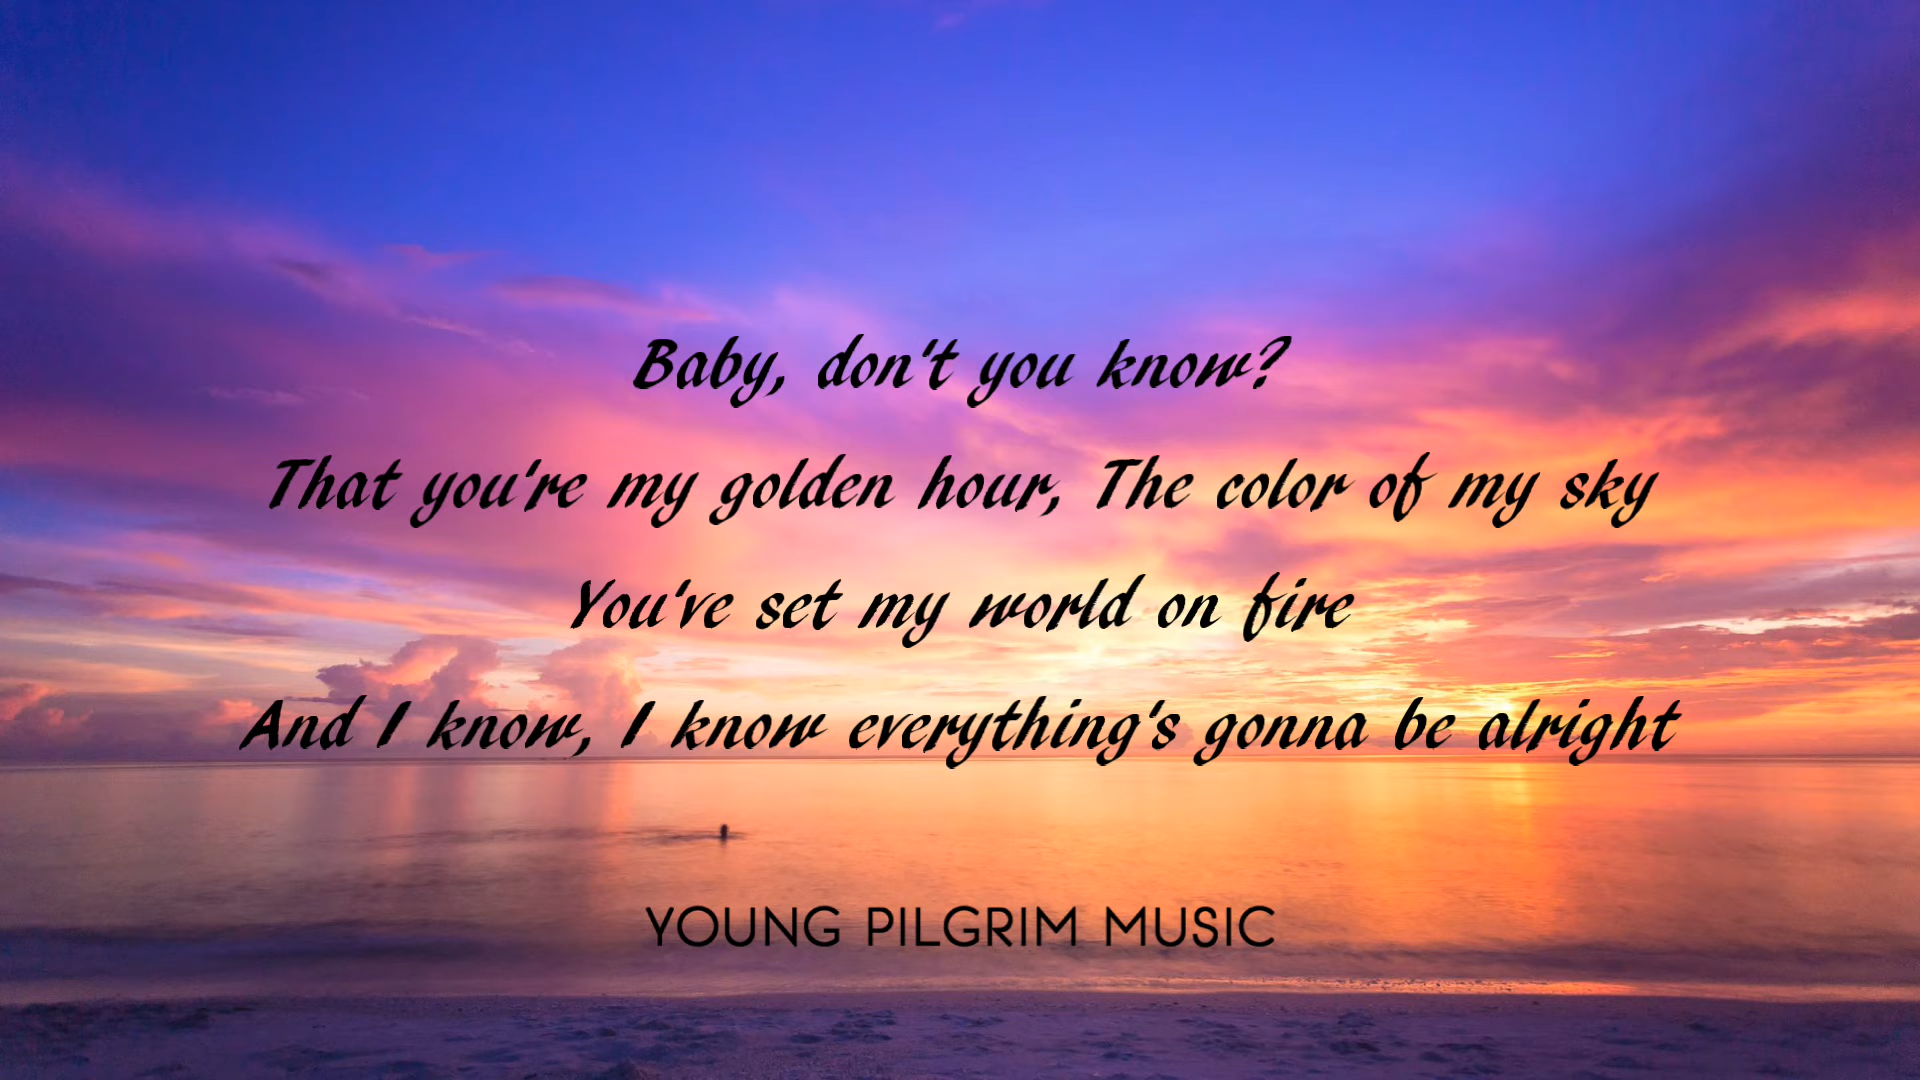 Baby, don't you know?
That you're my golden hour, The color of my sky
You've set my world on fire
And I know, I know everything's gonna be alright
YOUNG PILGRIM MUSIC